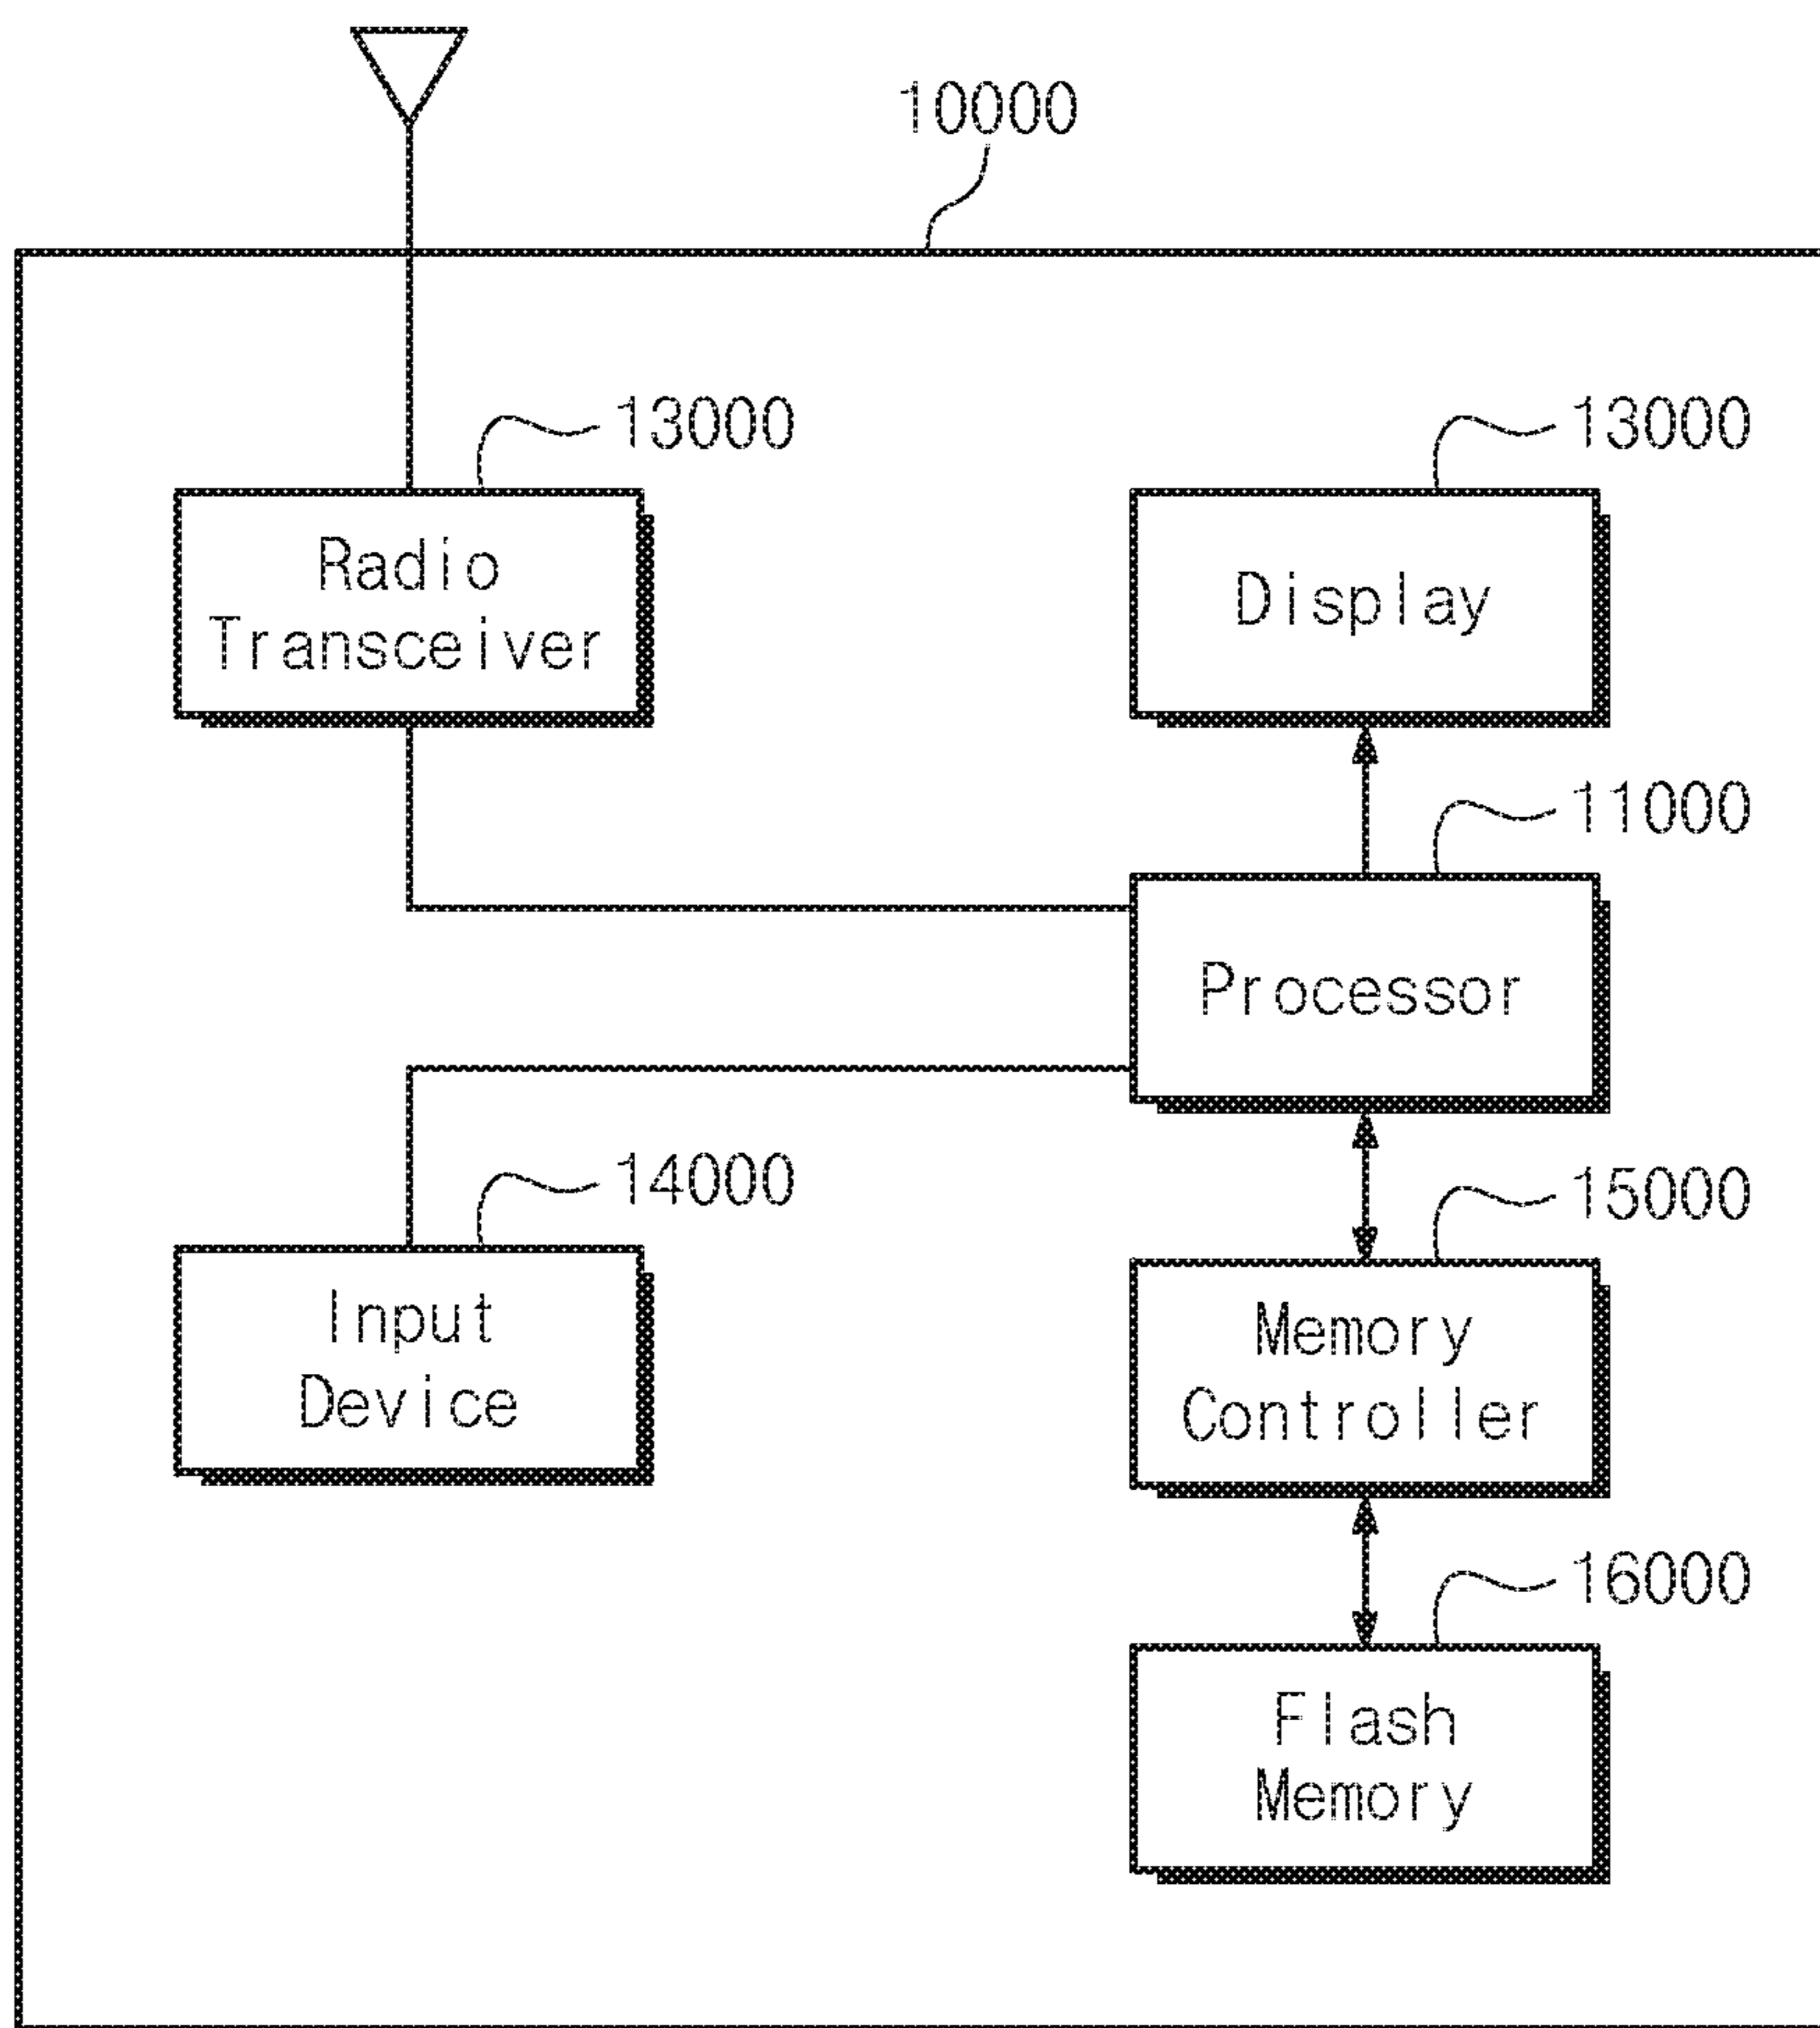 10000
13000
Radio
Transceiver
13000
Display
11000
Processor
14000
Input
Device
15000
Memory
Controller
16000
Flash
Memory